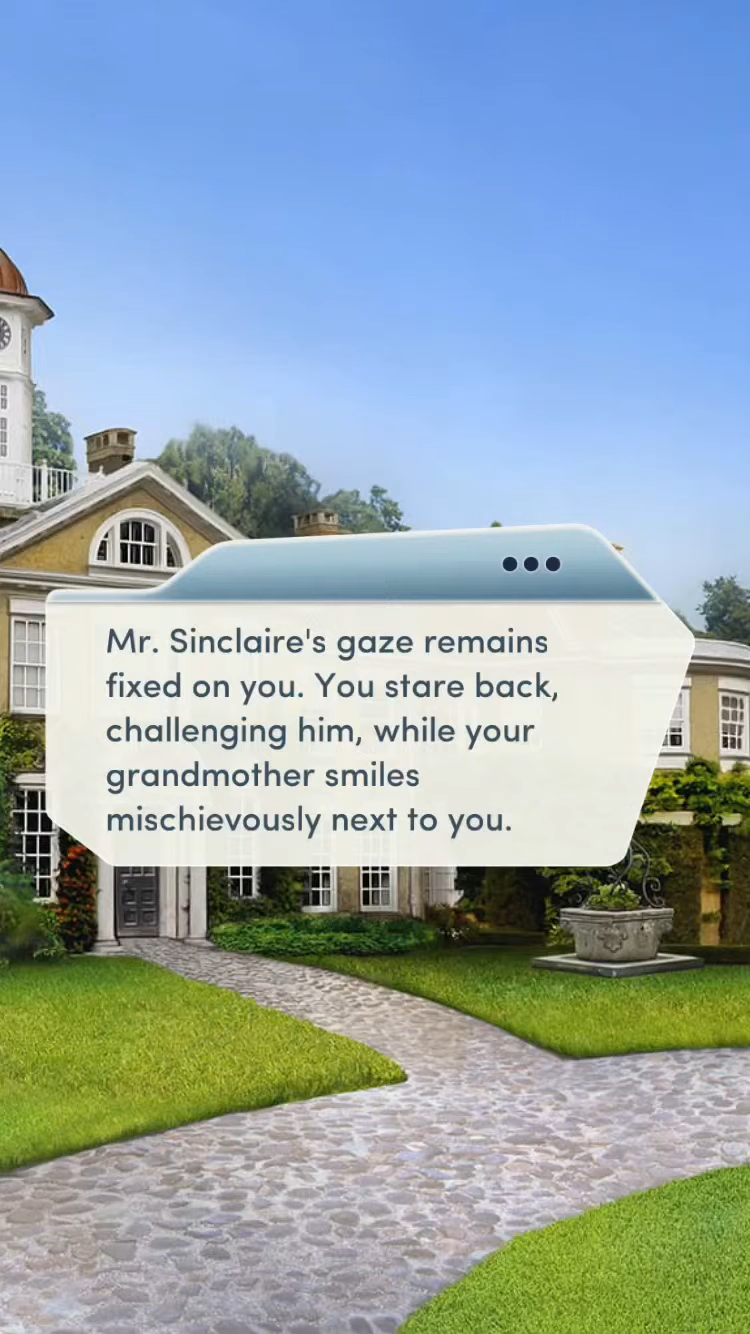 Mr. Sinclaire's gaze remains
fixed on you. You stare back,
challenging him, while your
grandmother smiles
mischievously next to you.